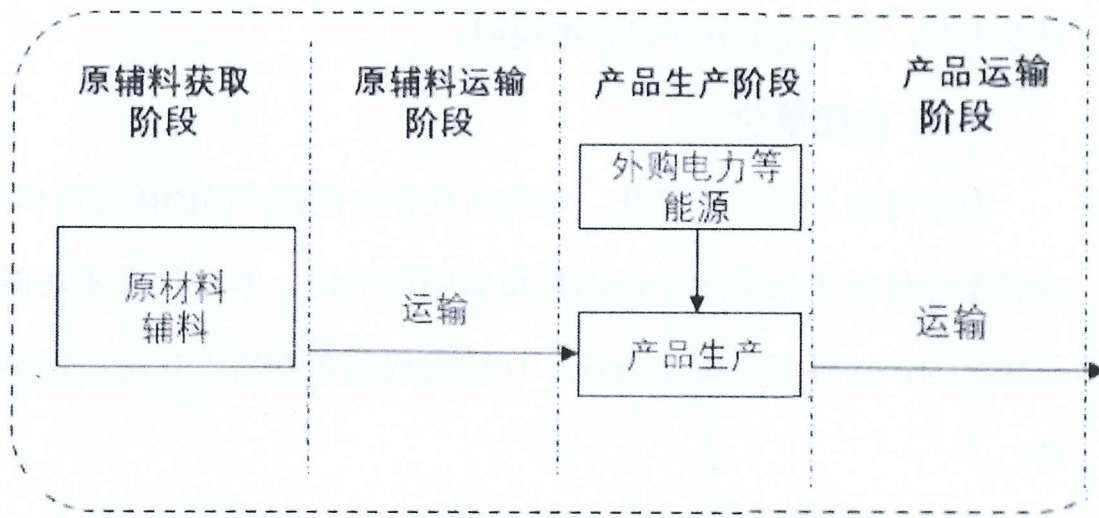 原辅料获取
阶段
原辅料运输
阶段
产品生产阶段
产品运输
阶段
外购电力等
能源
原材料
辅料
运输
产品生产
运输